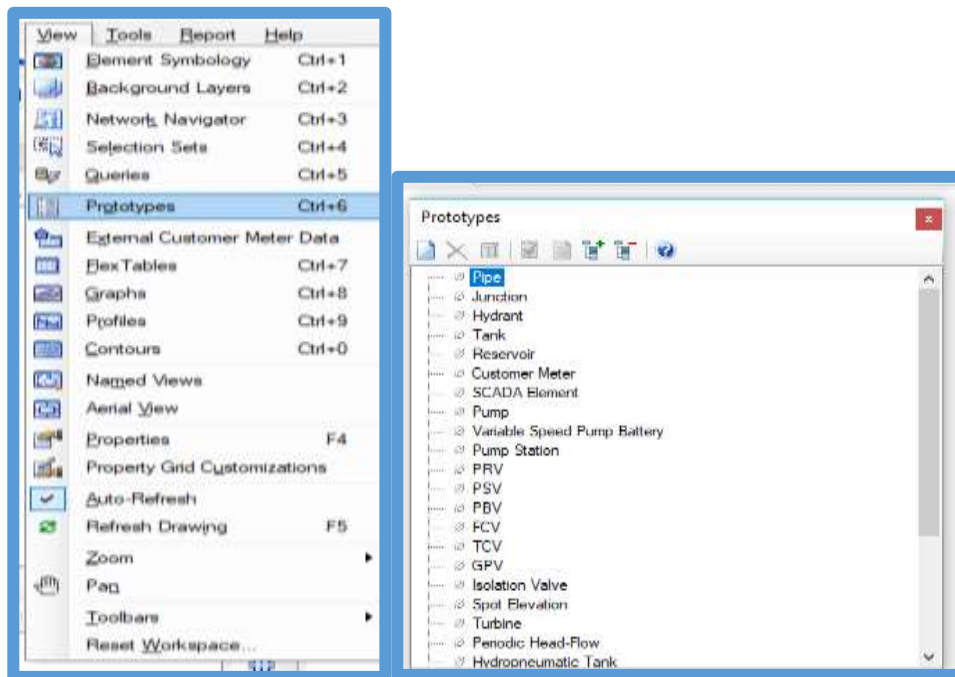 View Tools Report Help
Element Symbology Ctrl+1
Background Layers Ctrl+2
Network Navigator Ctrl+3
Selection Sets Ctrl+4
Queries Ctrl+5
Prototypes Ctrl+6
External Customer Meter Data
FlexTables Ctrl+7
Graphs Ctrl+8
Profiles Ctrl+9
Contours Ctrl+0
Named Views
Aerial View
Properties F4
Property Grid Customizations
Auto-Refresh
Refresh Drawing F5
Zoom
Pan
Toolbars
Reset Workspace...
Prototypes
Pipe
Junction
Hydrant
Tank
Reservoir
Customer Meter
SCADA Element
Pump
Variable Speed Pump Battery
Pump Station
PRV
PSV
PBV
FCV
TCV
GPV
Isolation Valve
Spot Elevation
Turbine
Periodic Head-Flow
Hydropneumatic Tank